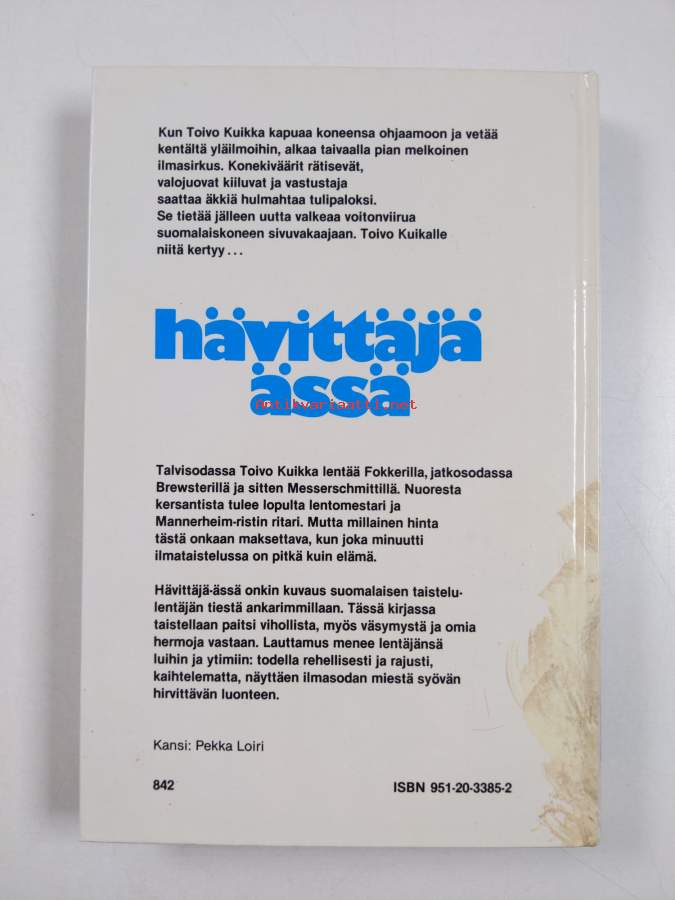 Kun Toivo Kuikka kapuaa koneensa ohjaamoon ja vetää
kentältä yläilmoihin, alkaa taivaalla pian melkoinen
ilmasirkus. Konekiväärit rätisevät,
valojuovat kiiluvat ja vastustaja
saattaa äkkiä hulmahtaa tulipaloksi.
Se tietää jälleen uutta valkeaa voitonviirua
suomalaiskoneen sivuvakaajaan. Toivo Kuikalle
niitä kertyy...
hävittäjä
ässä
Antikvariaatti.net
Talvisodassa Toivo Kuikka lentää Fokkerilla, jatkosodassa
Brewsterillä ja sitten Messerschmittillä. Nuoresta
kersantista tulee lopulta lentomestari ja
Mannerheim-ristin ritari. Mutta millainen hinta
tästä onkaan maksettava, kun joka minuutti
ilmataistelussa on pitkä kuin elämä.
Hävittäjä-ässä onkin kuvaus suomalaisen taistelu-
lentäjän tiestä ankarimmillaan. Tässä kirjassa
taistellaan paitsi vihollista, myös väsymystä ja omia
hermoja vastaan. Lauttamus menee lentäjänsä
luihin ja ytimiin: todella rehellisesti ja rajusti,
kaihtelematta, näyttäen ilmasodan miestä syövän
hirvittävän luonteen.
Kansi: Pekka Loiri
842
ISBN 951-20-3385-2